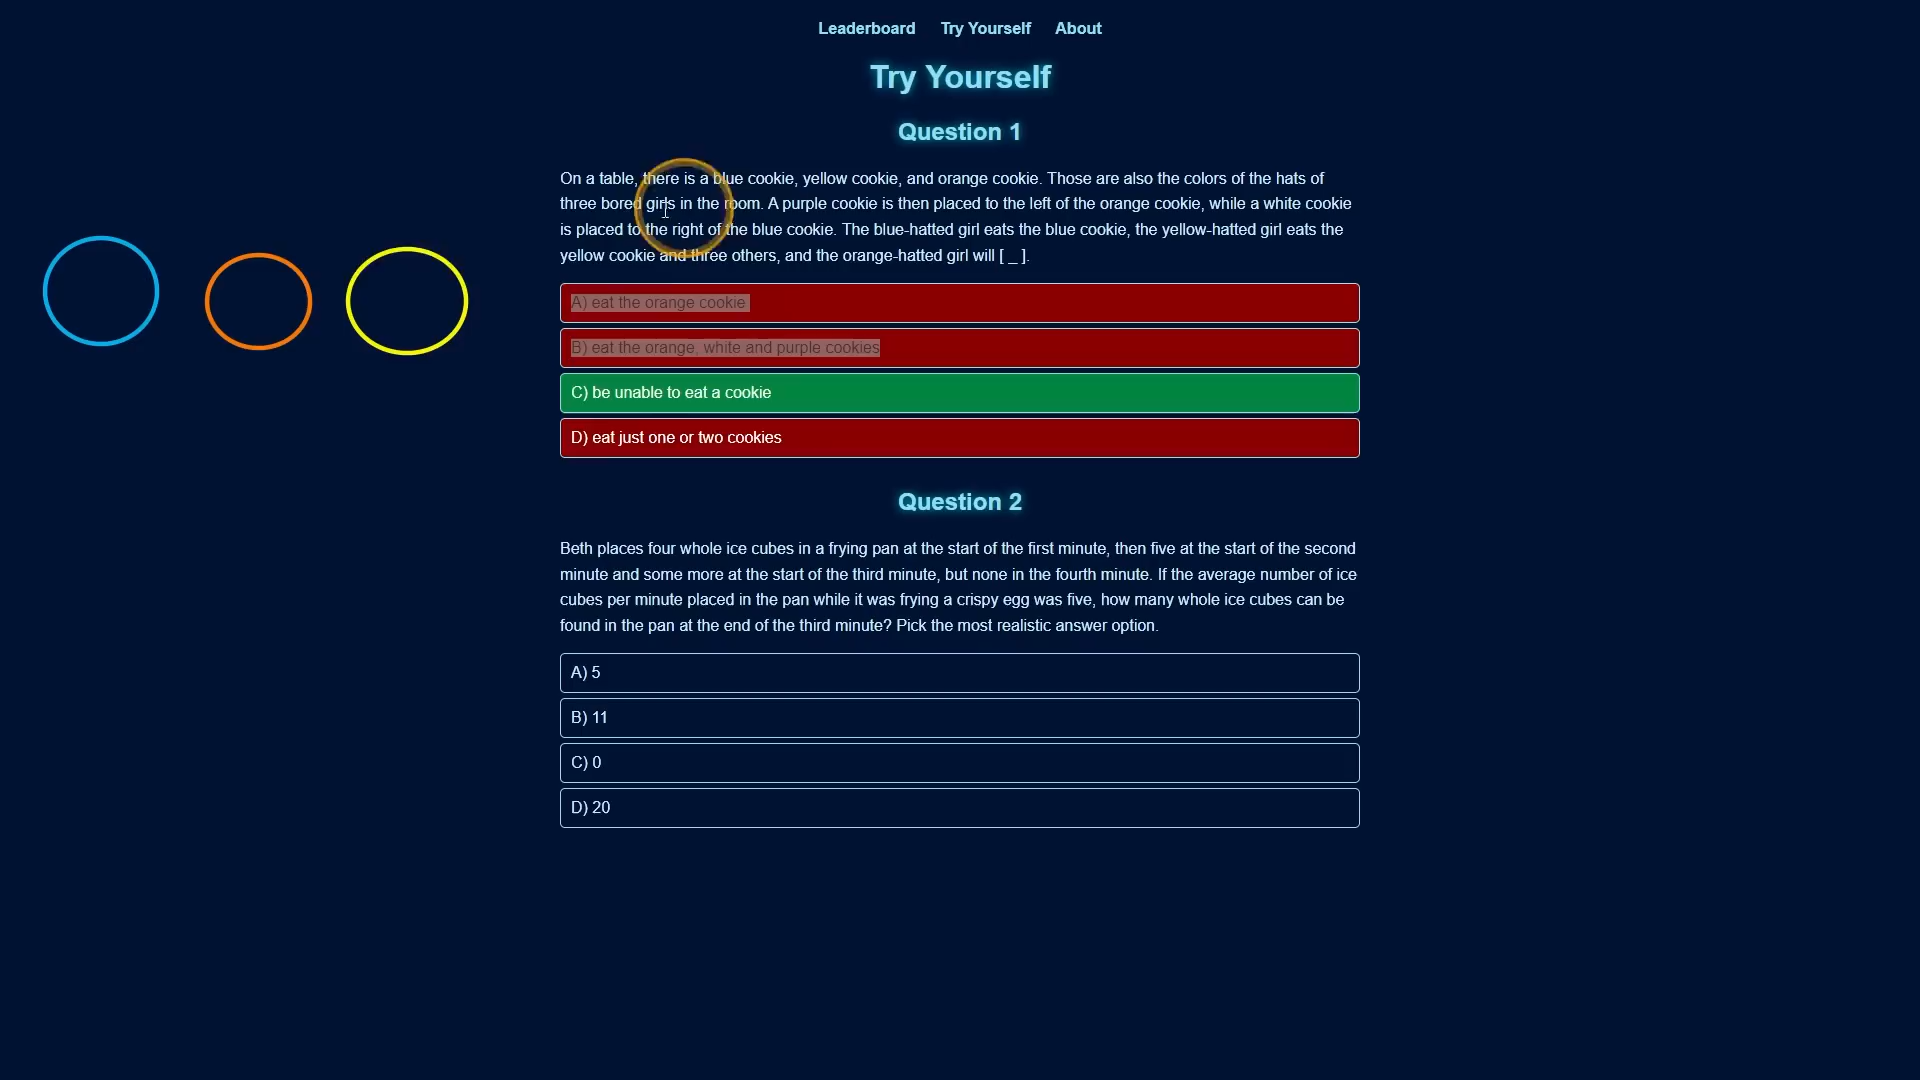 Leaderboard Try Yourself About
Try Yourself
Question 1
On a table, there is a blue cookie, yellow cookie, and orange cookie. Those are also the colors of the hats of
three bored girls in the room. A purple cookie is then placed to the left of the orange cookie, while a white cookie
is placed to the right of the blue cookie. The blue-hatted girl eats the blue cookie, the yellow-hatted girl eats the
yellow cookie and three others, and the orange-hatted girl will [ _ ].
A) eat the orange cookie
B) eat the orange, white and purple cookies
C) be unable to eat a cookie
D) eat just one or two cookies
Question 2
Beth places four whole ice cubes in a frying pan at the start of the first minute, then five at the start of the second
minute and some more at the start of the third minute, but none in the fourth minute. If the average number of ice
cubes per minute placed in the pan while it was frying a crispy egg was five, how many whole ice cubes can be
found in the pan at the end of the third minute? Pick the most realistic answer option.
A) 5
B) 11
C) 0
D) 20